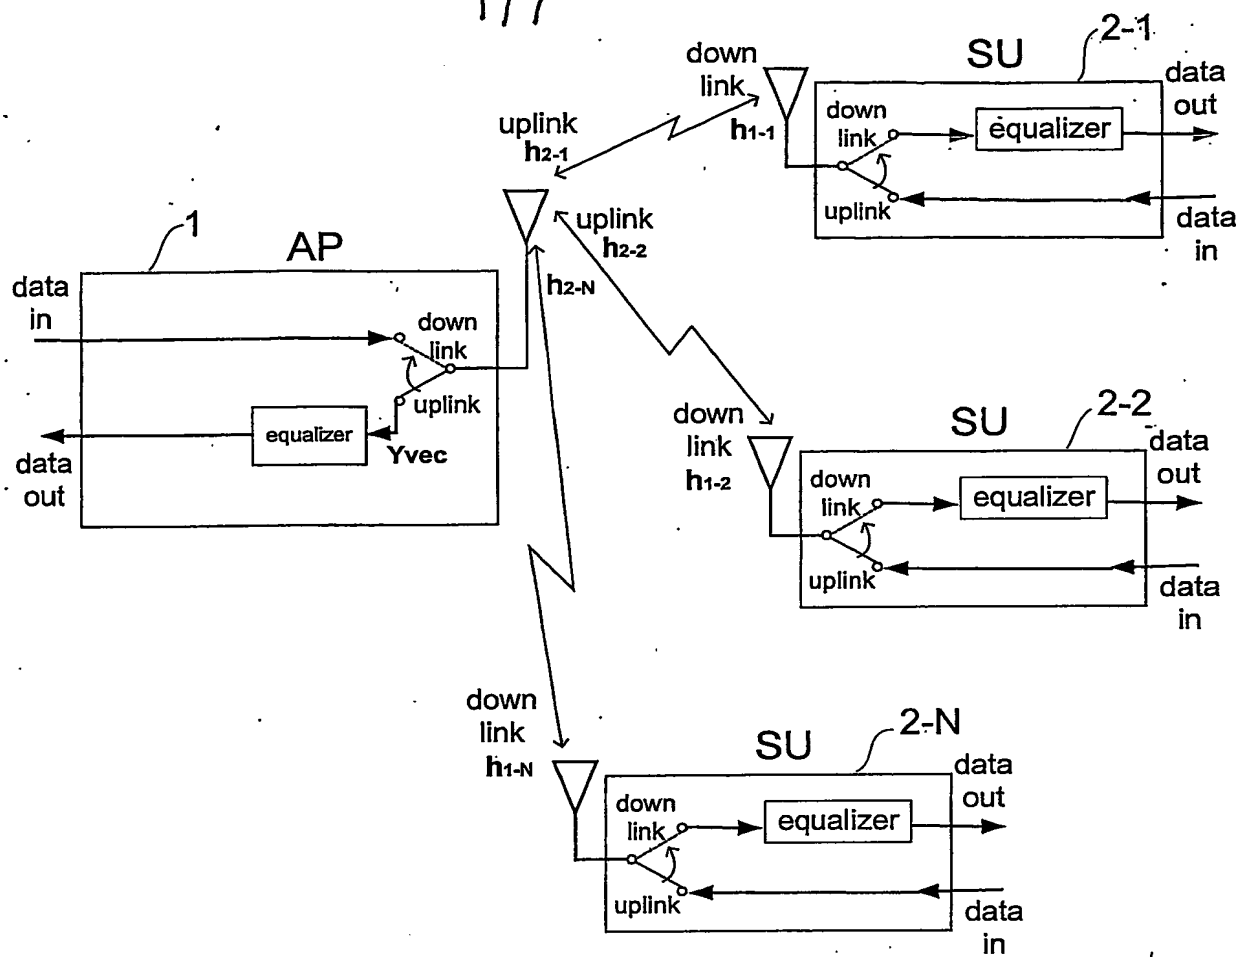 1/7
down
link
h1-1
SU
2-1
data
out
down
link
equalizer
uplink
data
in
uplink
h2-1
uplink
h2-2
h2-N
1
AP
data
in
down
link
uplink
equalizer
Yvec
data
out
down
link
h1-2
SU
2-2
data
out
down
link
equalizer
uplink
data
in
down
link
h1-N
SU
2-N
data
out
down
link
equalizer
uplink
data
in